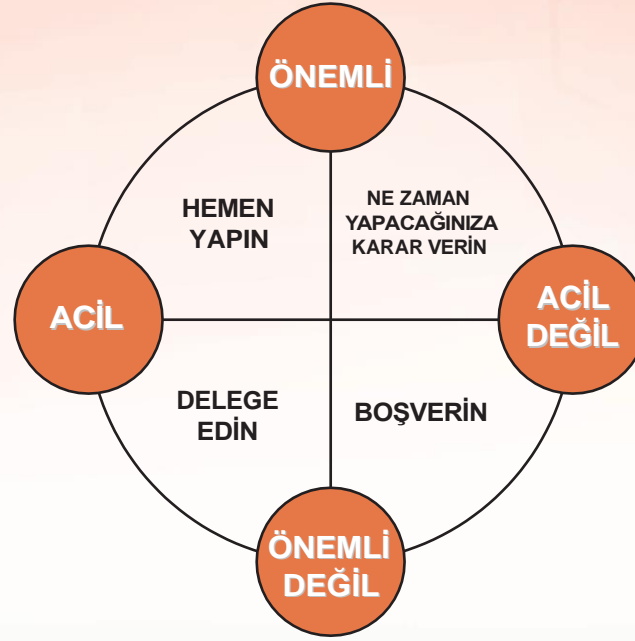 ÖNEMLİ
HEMEN
YAPIN
NE ZAMAN
YAPACAĞINIZA
KARAR VERİN
ACİL
ACİL
DEĞİL
DELEGE
EDİN
BOŞVERİN
ÖNEMLİ
DEĞİL